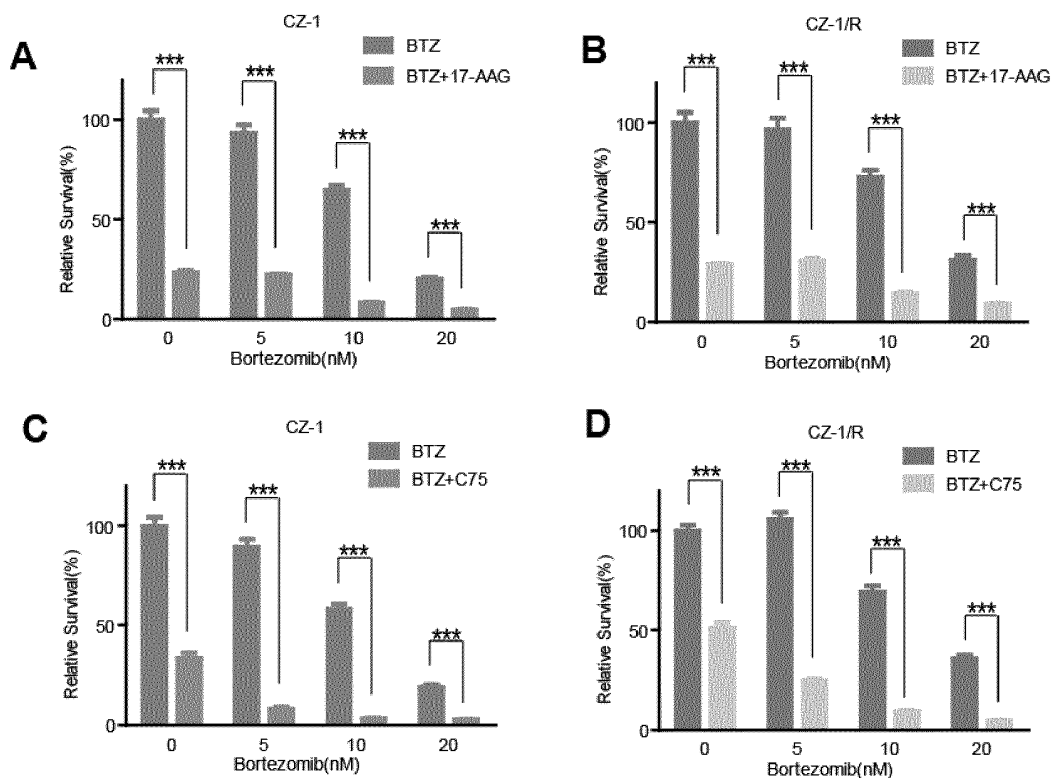 A
CZ-1
BTZ
BTZ+17-AAG
***
***
***
***
100
50
0
Relative Survival(%)
0 5 10 20
Bortezomib(nM)
B
CZ-1/R
BTZ
BTZ+17-AAG
***
***
***
***
100
50
0
Relative Survival(%)
0 5 10 20
Bortezomib(nM)
C
CZ-1
BTZ
BTZ+C75
***
***
***
***
100
50
0
Relative Survival(%)
0 5 10 20
Bortezomib(nM)
D
CZ-1/R
BTZ
BTZ+C75
***
***
***
***
100
50
0
Relative Survival(%)
0 5 10 20
Bortezomib(nM)